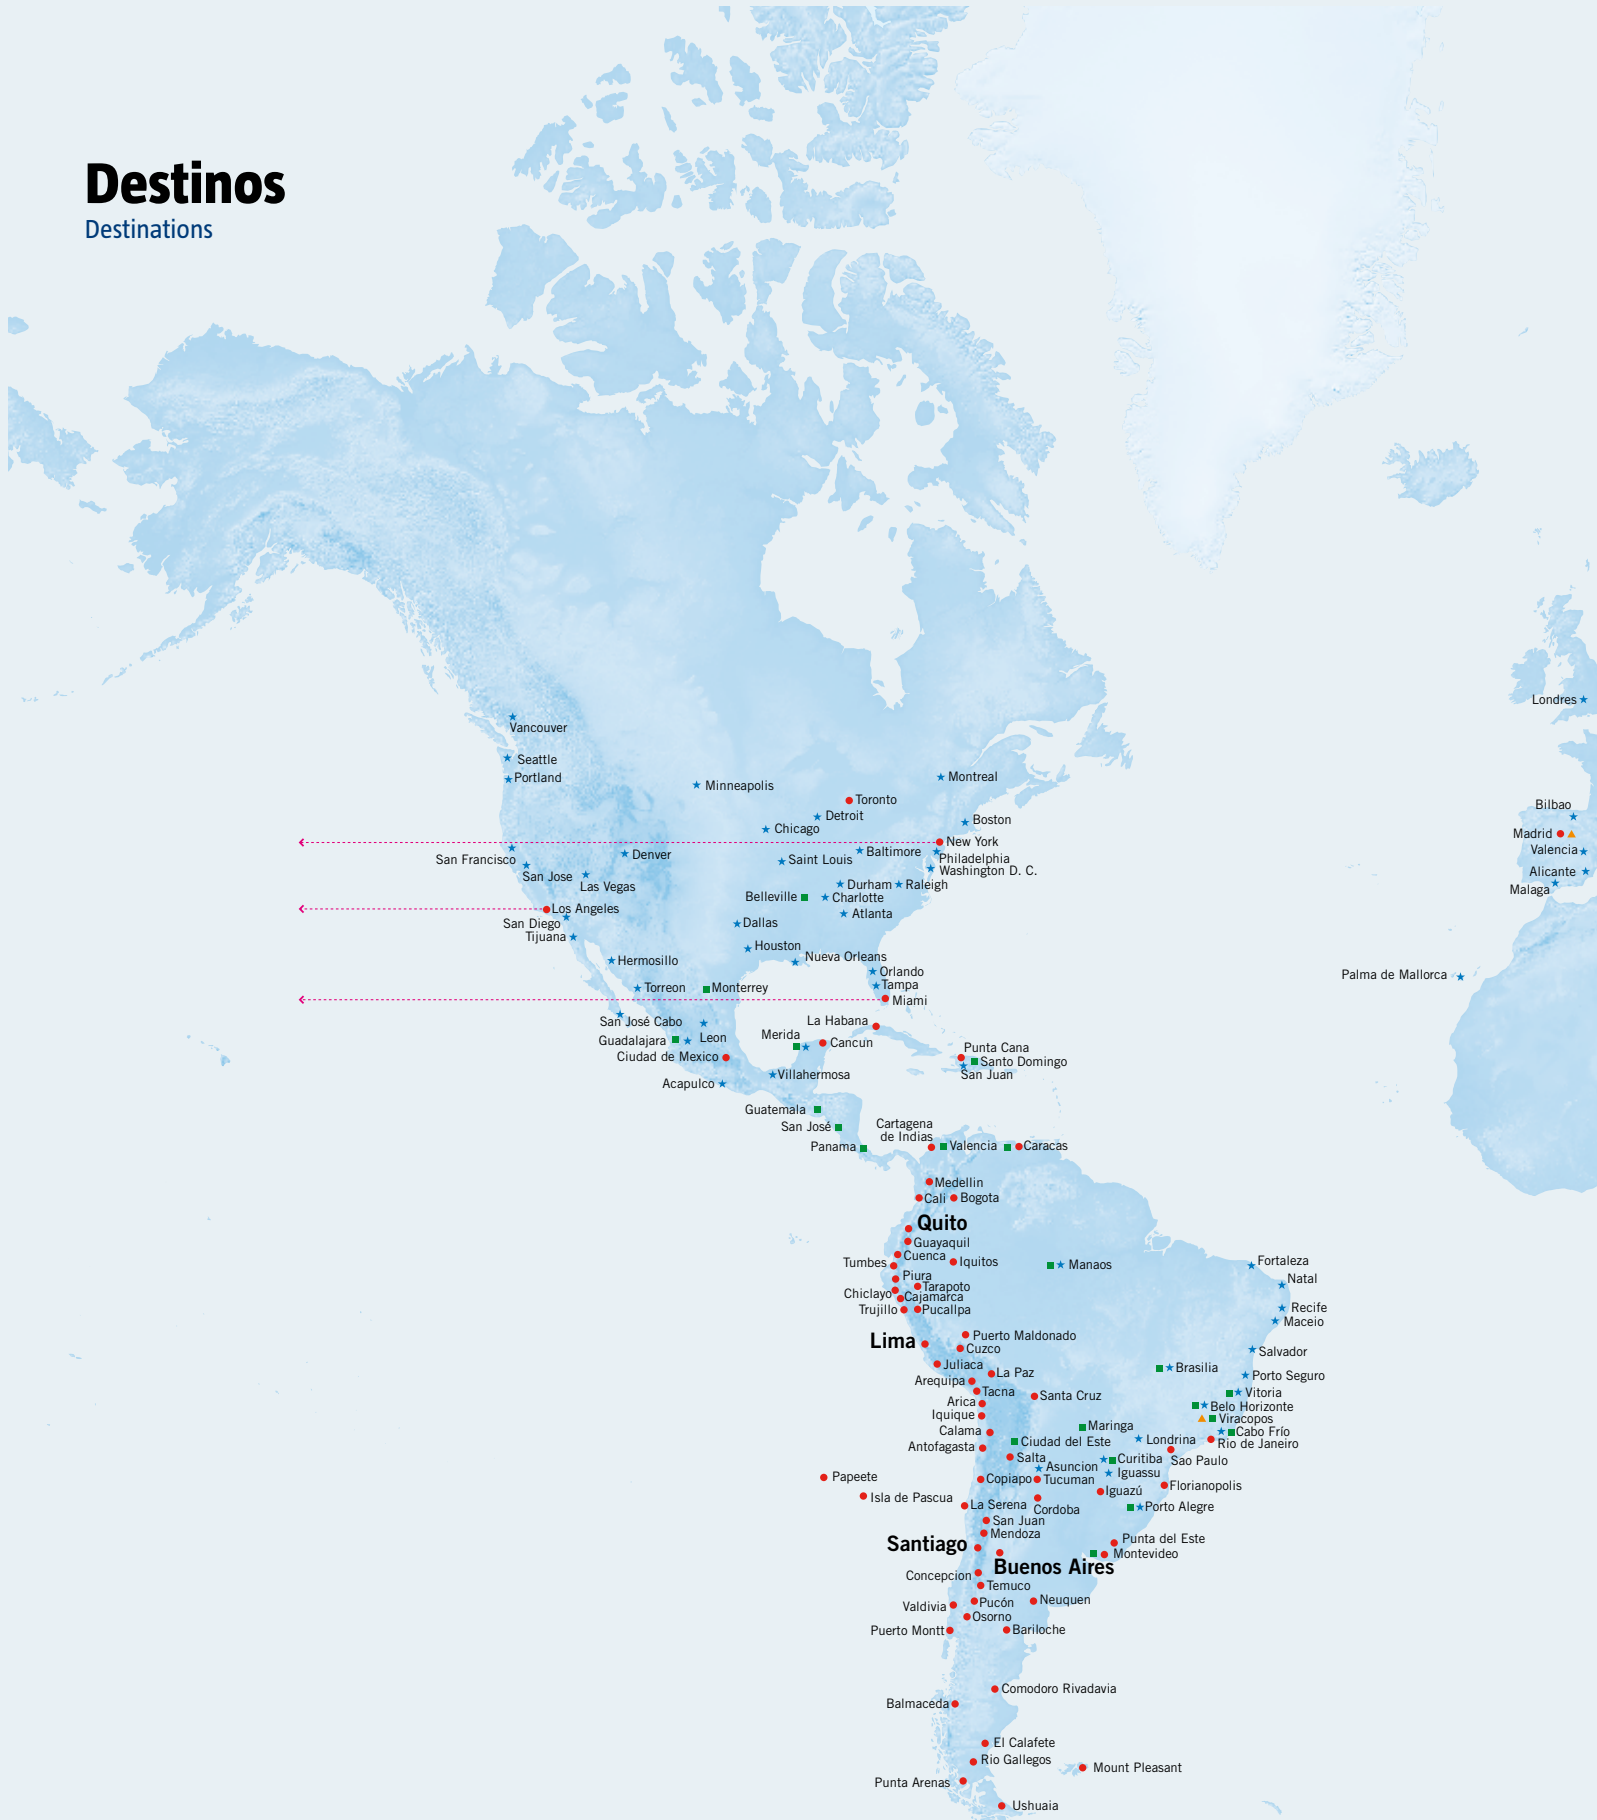 Destinos
Destinations
Londres
Vancouver
Seattle
Portland
Montreal
Minneapolis
Toronto
Bilbao
Detroit
Boston
Chicago
Madrid
New York
Valencia
Baltimore
Denver
San Francisco
Saint Louis
Philadelphia
Washington D. C.
Alicante
San Jose
Las Vegas
Durham
Raleigh
Malaga
Belleville
Charlotte
Los Angeles
Atlanta
San Diego
Dallas
Tijuana
Houston
Nueva Orleans
Hermosillo
Orlando
Palma de Mallorca
Tampa
Torreon
Monterrey
Miami
San José Cabo
La Habana
Leon
Merida
Guadalajara
Cancun
Punta Cana
Ciudad de Mexico
Santo Domingo
Villahermosa
San Juan
Acapulco
Guatemala
San José
Cartagena
de Indias
Panama
Valencia
Caracas
Medellin
Cali
Bogota
Quito
Guayaquil
Cuenca
Tumbes
Iquitos
Manaos
Fortaleza
Piura
Natal
Tarapoto
Chiclayo
Cajamarca
Trujillo
Pucallpa
Recife
Maceio
Puerto Maldonado
Lima
Cuzco
Salvador
Juliaca
Brasilia
La Paz
Porto Seguro
Arequipa
Tacna
Santa Cruz
Vitoria
Arica
Belo Horizonte
Iquique
Viracopos
Maringa
Calama
Cabo Frío
Ciudad del Este
Londrina
Rio de Janeiro
Antofagasta
Salta
Curitiba
Sao Paulo
Asuncion
Iguassu
Papeete
Copiapo
Tucuman
Florianopolis
Iguazú
Isla de Pascua
La Serena
Cordoba
Porto Alegre
San Juan
Mendoza
Punta del Este
Santiago
Montevideo
Buenos Aires
Concepcion
Temuco
Neuquen
Pucón
Valdivia
Osorno
Puerto Montt
Bariloche
Comodoro Rivadavia
Balmaceda
El Calafete
Rio Gallegos
Mount Pleasant
Punta Arenas
Ushuaia